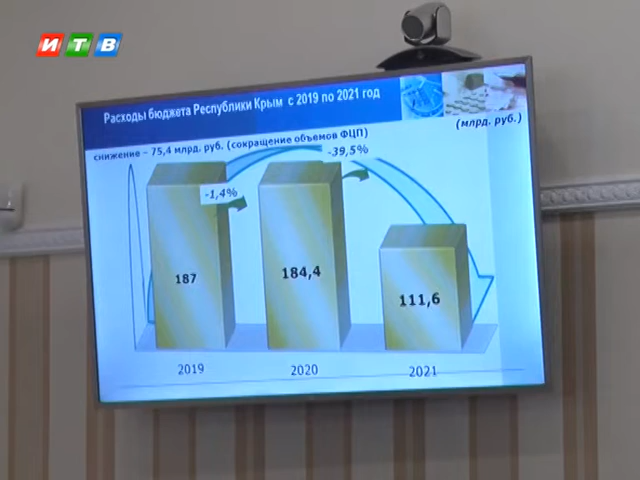 ИТВ
Расходы бюджета Республики Крым с 2019 по 2021 год
(млрд. руб.)
снижение – 75,4 млрд. руб. (сокращение объемов ФЦП)
-39,5%
-1,4%
187
184,4
111,6
2019
2020
2021